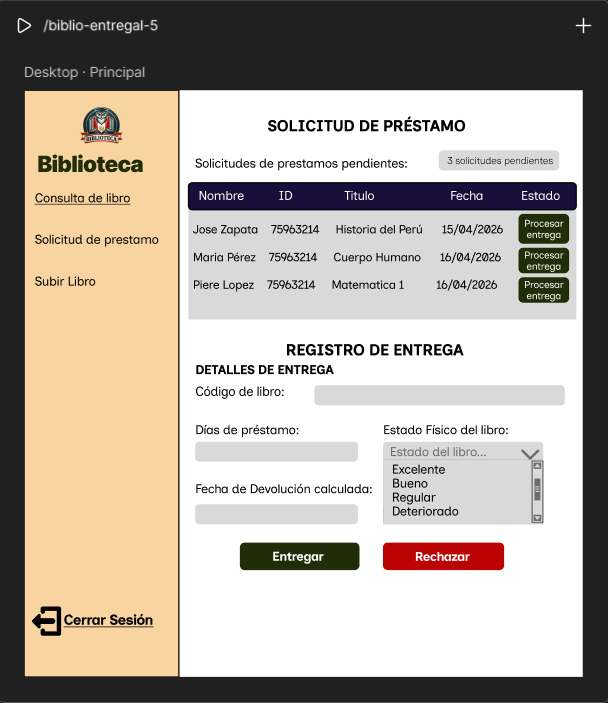 /biblio-entregal-5
Desktop · Principal
BIBLIOTECA
Biblioteca
Consulta de libro
Solicitud de prestamo
Subir Libro
Cerrar Sesión
SOLICITUD DE PRÉSTAMO
Solicitudes de prestamos pendientes: 3 solicitudes pendientes
Nombre ID Titulo Fecha Estado
Jose Zapata 75963214 Historia del Perú 15/04/2026 Procesar entrega
Maria Pérez 75963214 Cuerpo Humano 16/04/2026 Procesar entrega
Piere Lopez 75963214 Matematica 1 16/04/2026 Procesar entrega
REGISTRO DE ENTREGA
DETALLES DE ENTREGA
Código de libro:
Días de préstamo: Estado Físico del libro:
Estado del libro...
Excelente
Bueno
Regular
Deteriorado
Fecha de Devolución calculada:
Entregar Rechazar